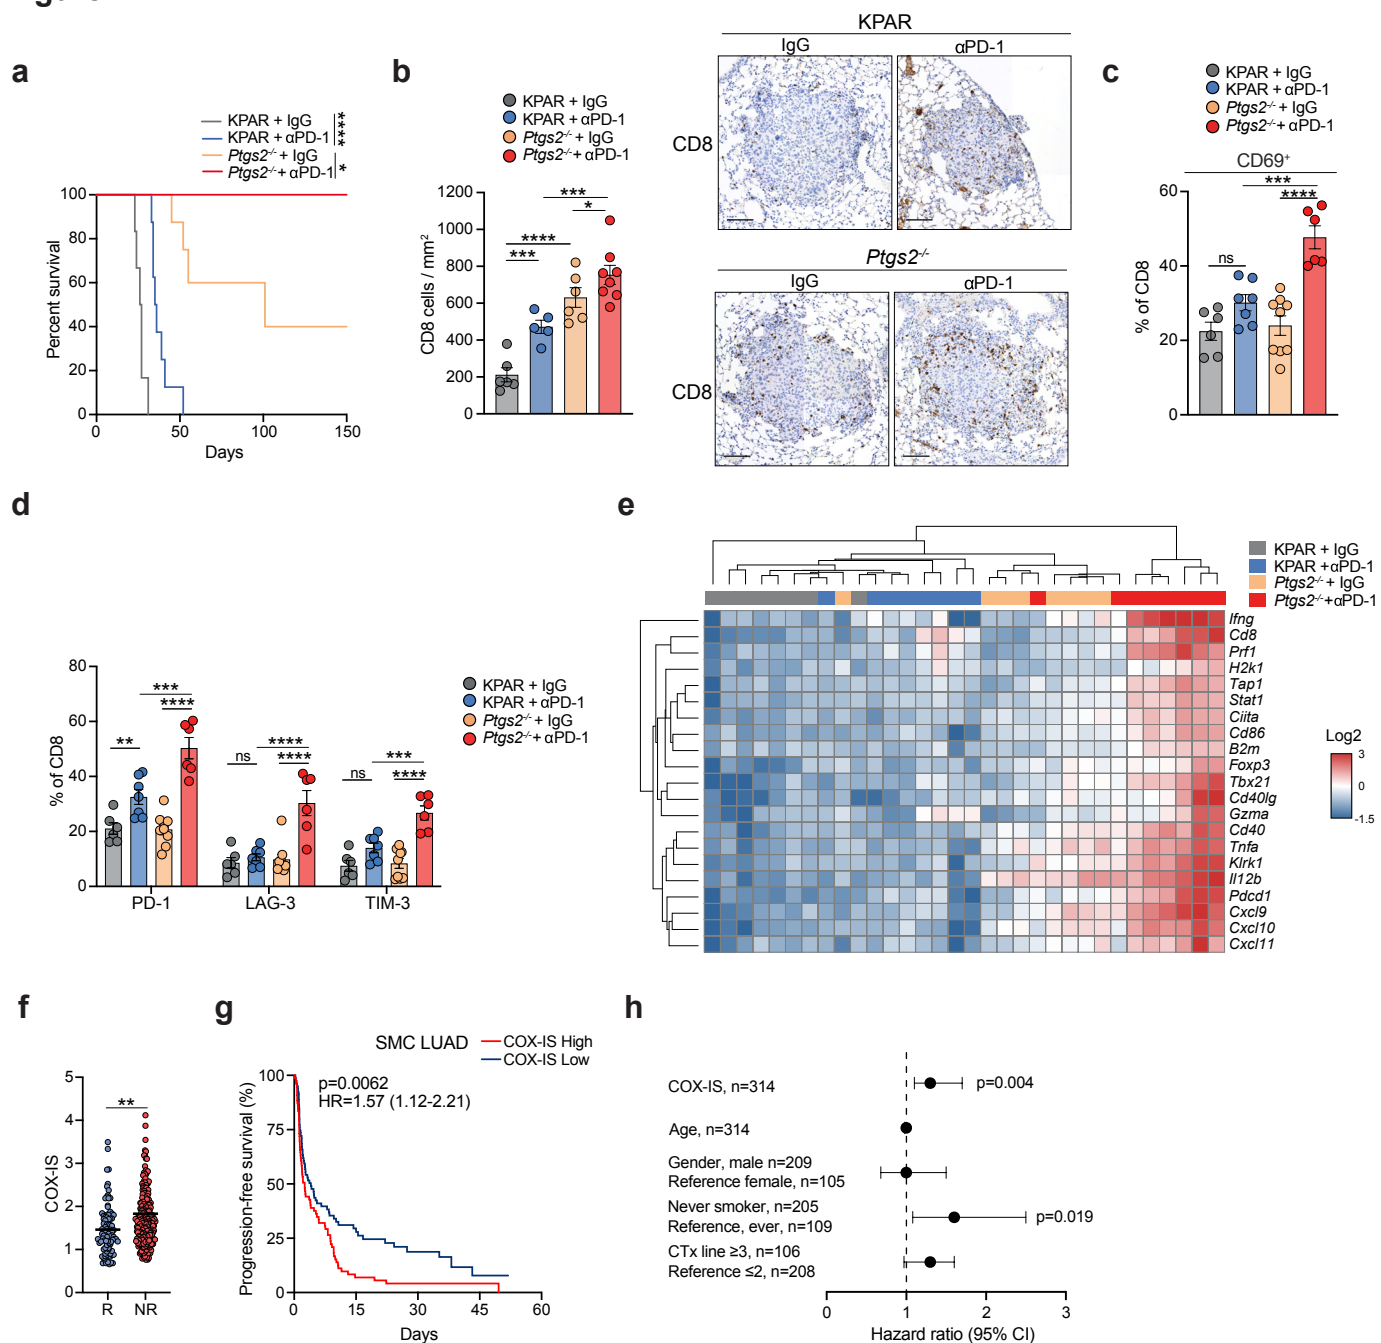 a
KPAR + IgG
KPAR + αPD-1
Ptgs2-/- + IgG
Ptgs2-/- + αPD-1
****
*
Percent survival
100
80
60
40
20
0
0 50 100 150
Days
b
KPAR + IgG
KPAR + αPD-1
Ptgs2-/- + IgG
Ptgs2-/- + αPD-1
CD8 cells / mm2
1200
1000
800
600
400
200
0
***
*
****
***
KPAR
IgG αPD-1
CD8
Ptgs2-/-
IgG αPD-1
CD8
c
KPAR + IgG
KPAR + αPD-1
Ptgs2-/- + IgG
Ptgs2-/- + αPD-1
CD69+
% of CD8
60
40
20
0
***
****
ns
d
% of CD8
80
60
40
20
0
** *** ****
ns **** ****
ns *** ****
PD-1 LAG-3 TIM-3
KPAR + IgG
KPAR + αPD-1
Ptgs2-/- + IgG
Ptgs2-/- + αPD-1
e
KPAR + IgG
KPAR +αPD-1
Ptgs2-/- + IgG
Ptgs2-/-+αPD-1
Ifng
Cd8
Prf1
H2k1
Tap1
Stat1
Ciita
Cd86
B2m
Foxp3
Tbx21
Cd40lg
Gzma
Cd40
Tnfa
Klrk1
Il12b
Pdcd1
Cxcl9
Cxcl10
Cxcl11
Log2
3
0
-1.5
f
COX-IS
5
4
3
2
1
0
**
R NR
g
SMC LUAD
COX-IS High
COX-IS Low
p=0.0062
HR=1.57 (1.12-2.21)
Progression-free survival (%)
100
75
50
25
0
0 15 30 45 60
Days
h
COX-IS, n=314
p=0.004
Age, n=314
Gender, male n=209
Reference female, n=105
Never smoker, n=205
Reference, ever, n=109
p=0.019
CTx line ≥3, n=106
Reference ≤2, n=208
0 1 2 3
Hazard ratio (95% CI)